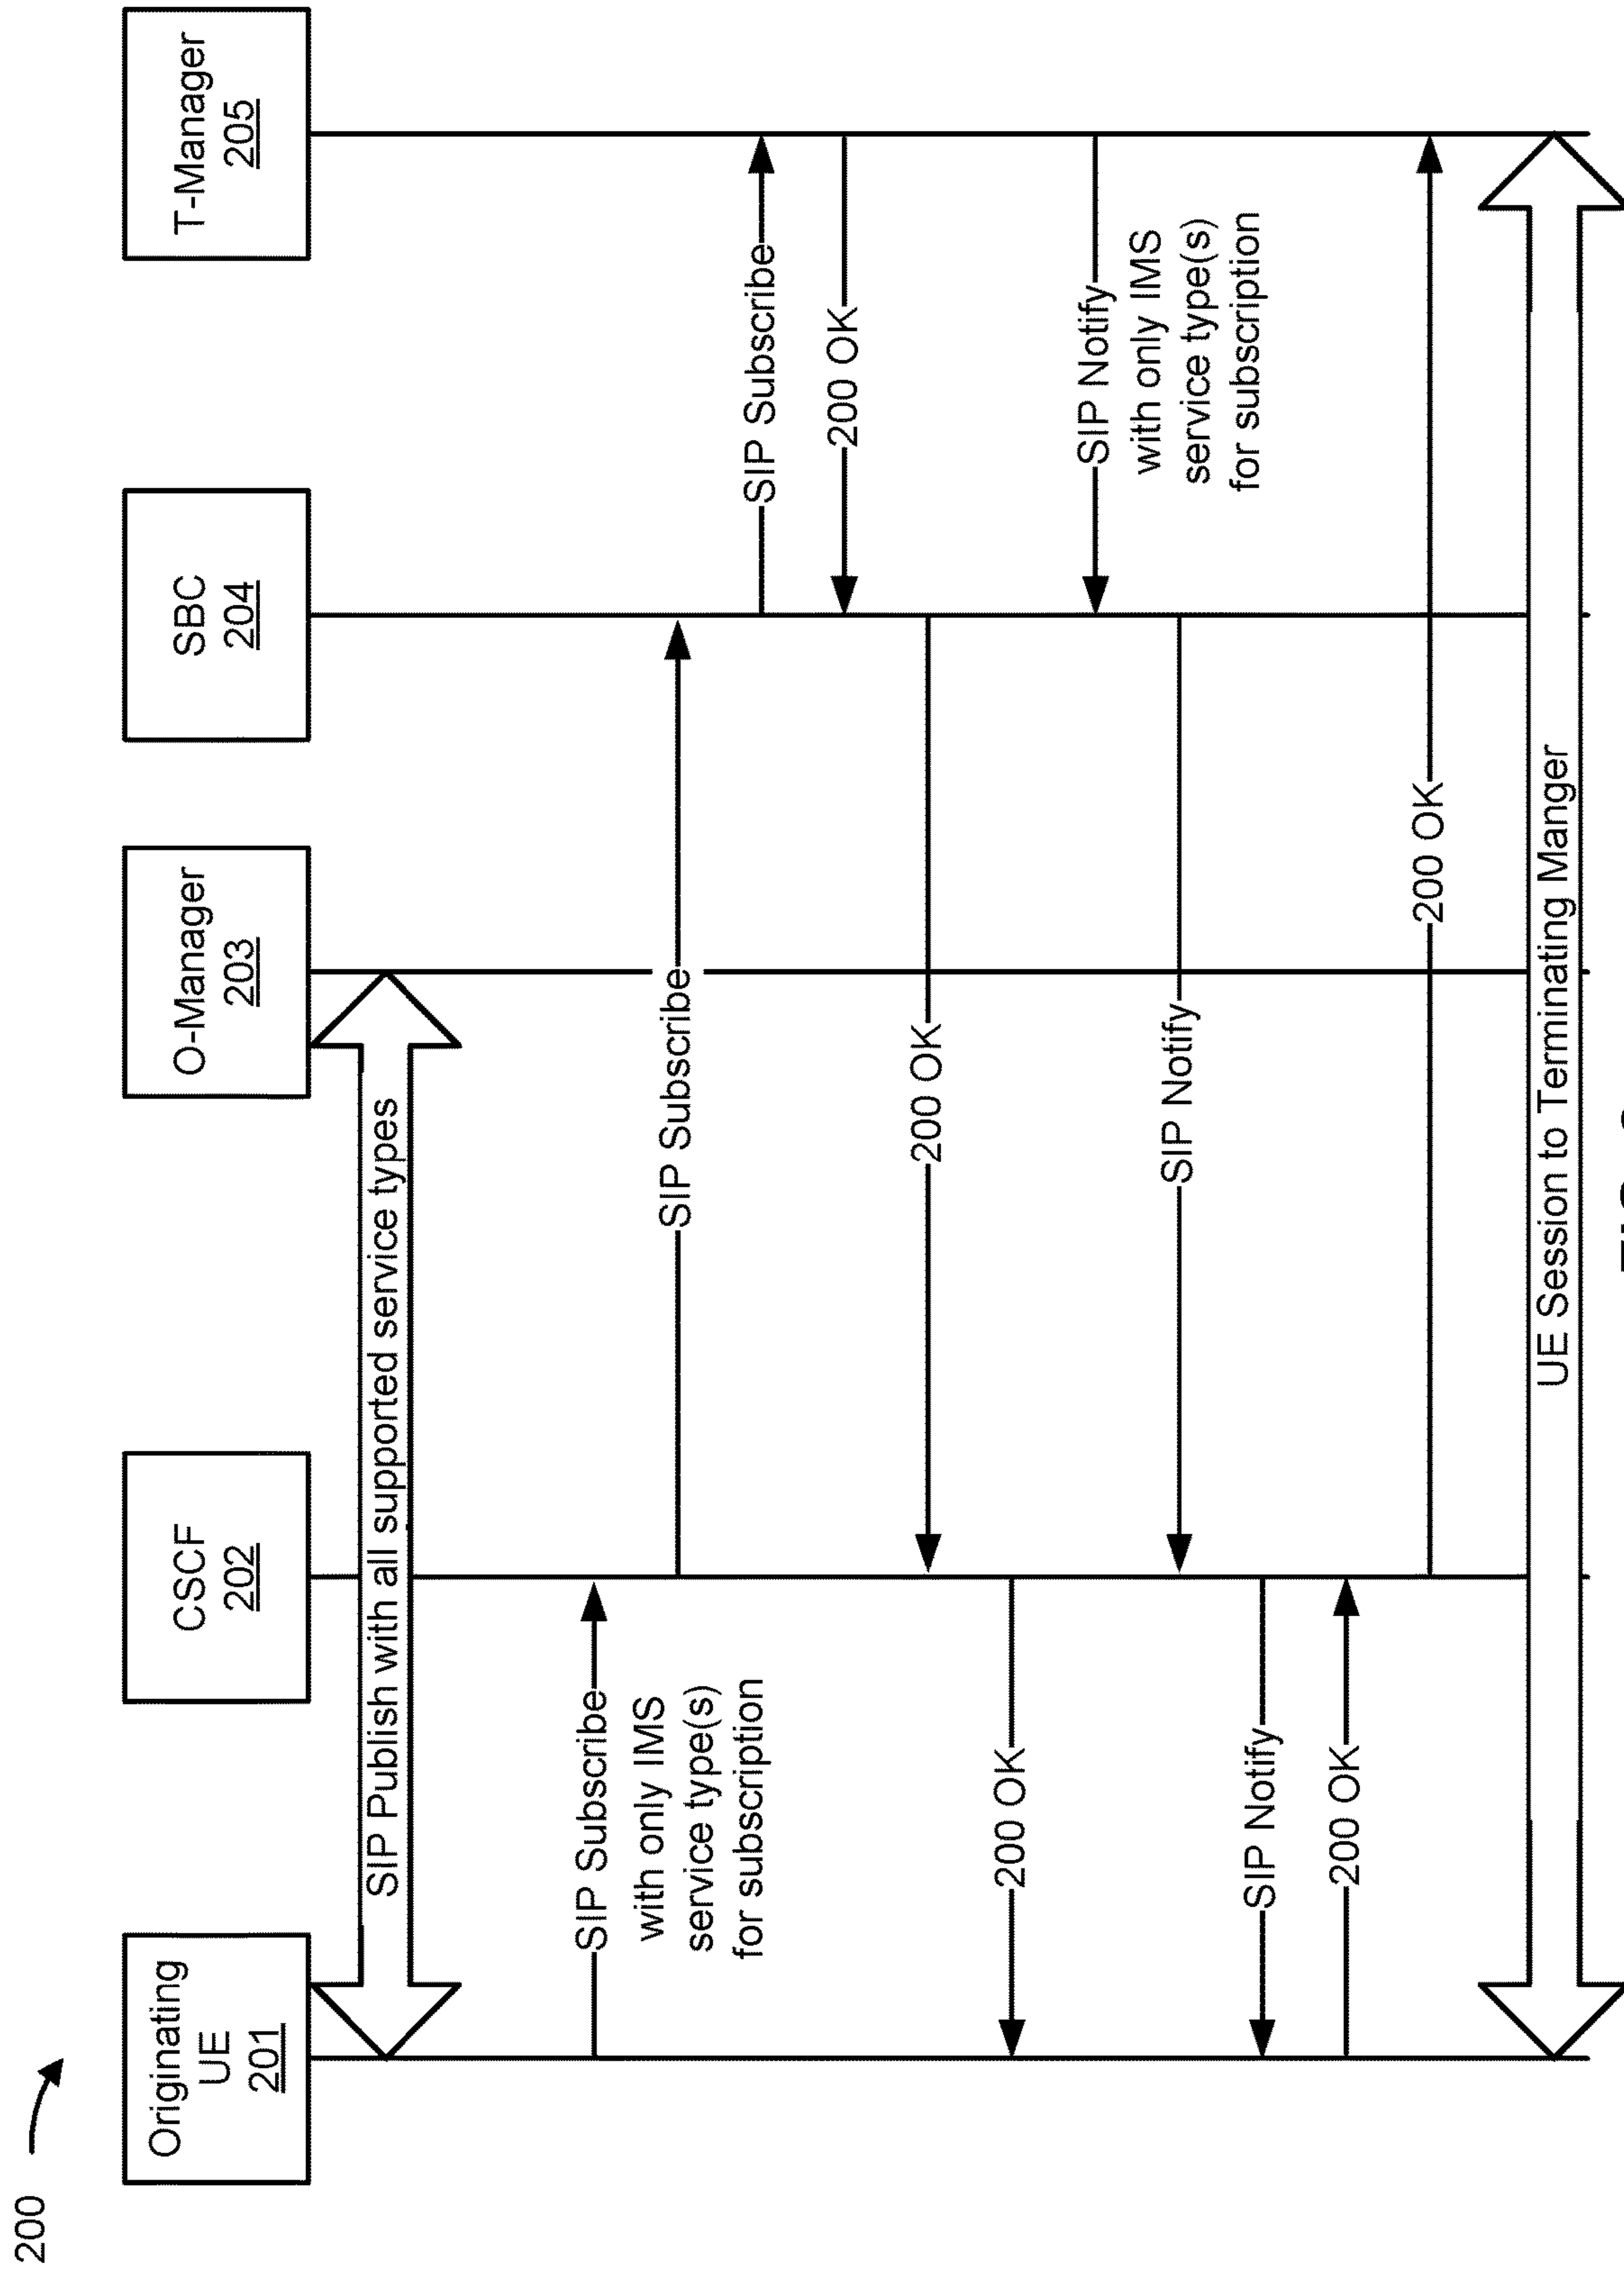 200
Originating
UE
201
CSCF
202
O-Manager
203
SBC
204
T-Manager
205
SIP Publish with all supported service types
SIP Subscribe
with only IMS
service type(s)
for subscription
SIP Subscribe
SIP Subscribe
200 OK
200 OK
200 OK
SIP Notify
with only IMS
service type(s)
for subscription
SIP Notify
SIP Notify
200 OK
200 OK
UE Session to Terminating Manger